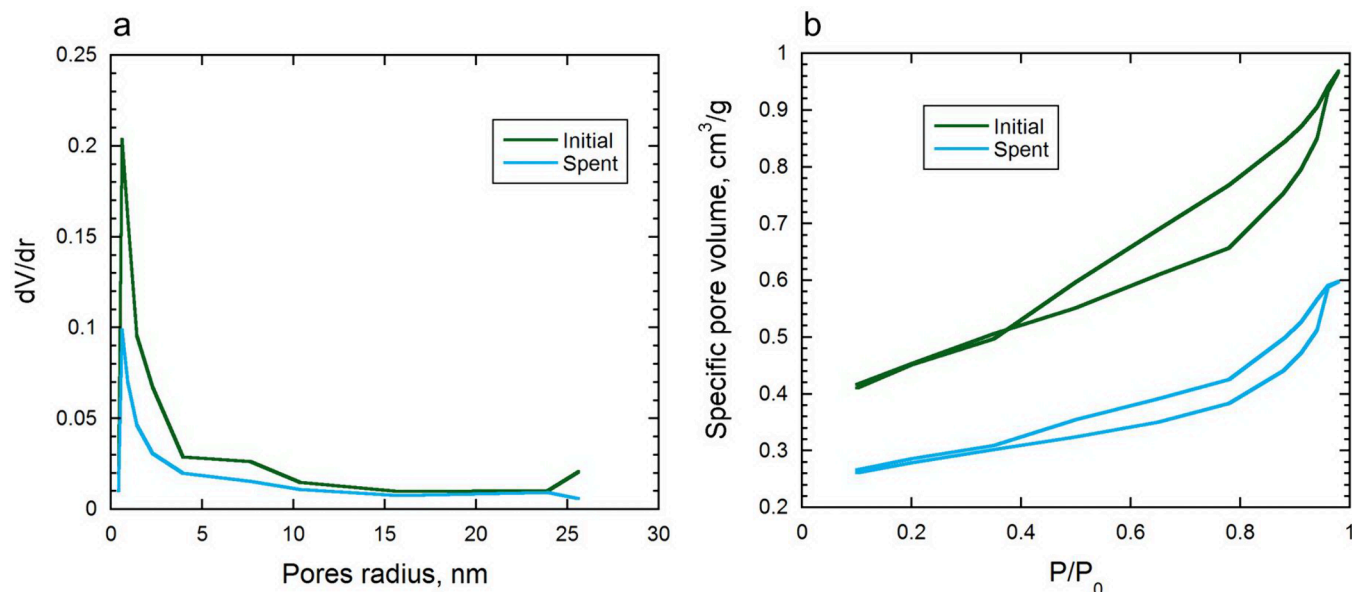 a
0.25
0.2
0.15
0.1
0.05
0
0
5
10
15
20
25
30
dV/dr
Pores radius, nm
Initial
Spent
b
1
0.9
0.8
0.7
0.6
0.5
0.4
0.3
0.2
0
0.2
0.4
0.6
0.8
1
Specific pore volume, cm³/g
P/P₀
Initial
Spent